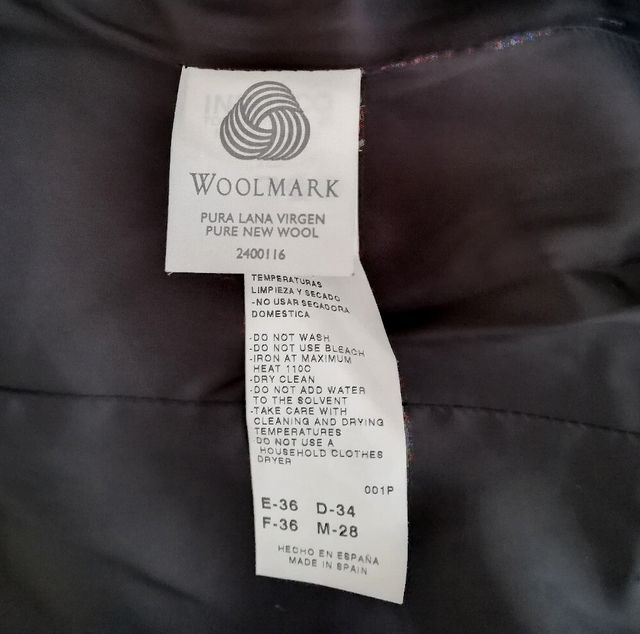 WOOLMARK
PURA LANA VIRGEN
PURE NEW WOOL
2400116
TEMPERATURAS
LIMPIEZA Y SECADO
-NO USAR SECADORA
DOMESTICA
-DO NOT WASH
-DO NOT USE BLEACH
-IRON AT MAXIMUM
HEAT 110C
-DRY CLEAN
-DO NOT ADD WATER
TO THE SOLVENT
-TAKE CARE WITH
CLEANING AND DRYING
TEMPERATURES
-DO NOT USE A
HOUSEHOLD CLOTHES
DRYER
001P
E-36 D-34
F-36 M-28
HECHO EN ESPAÑA
MADE IN SPAIN